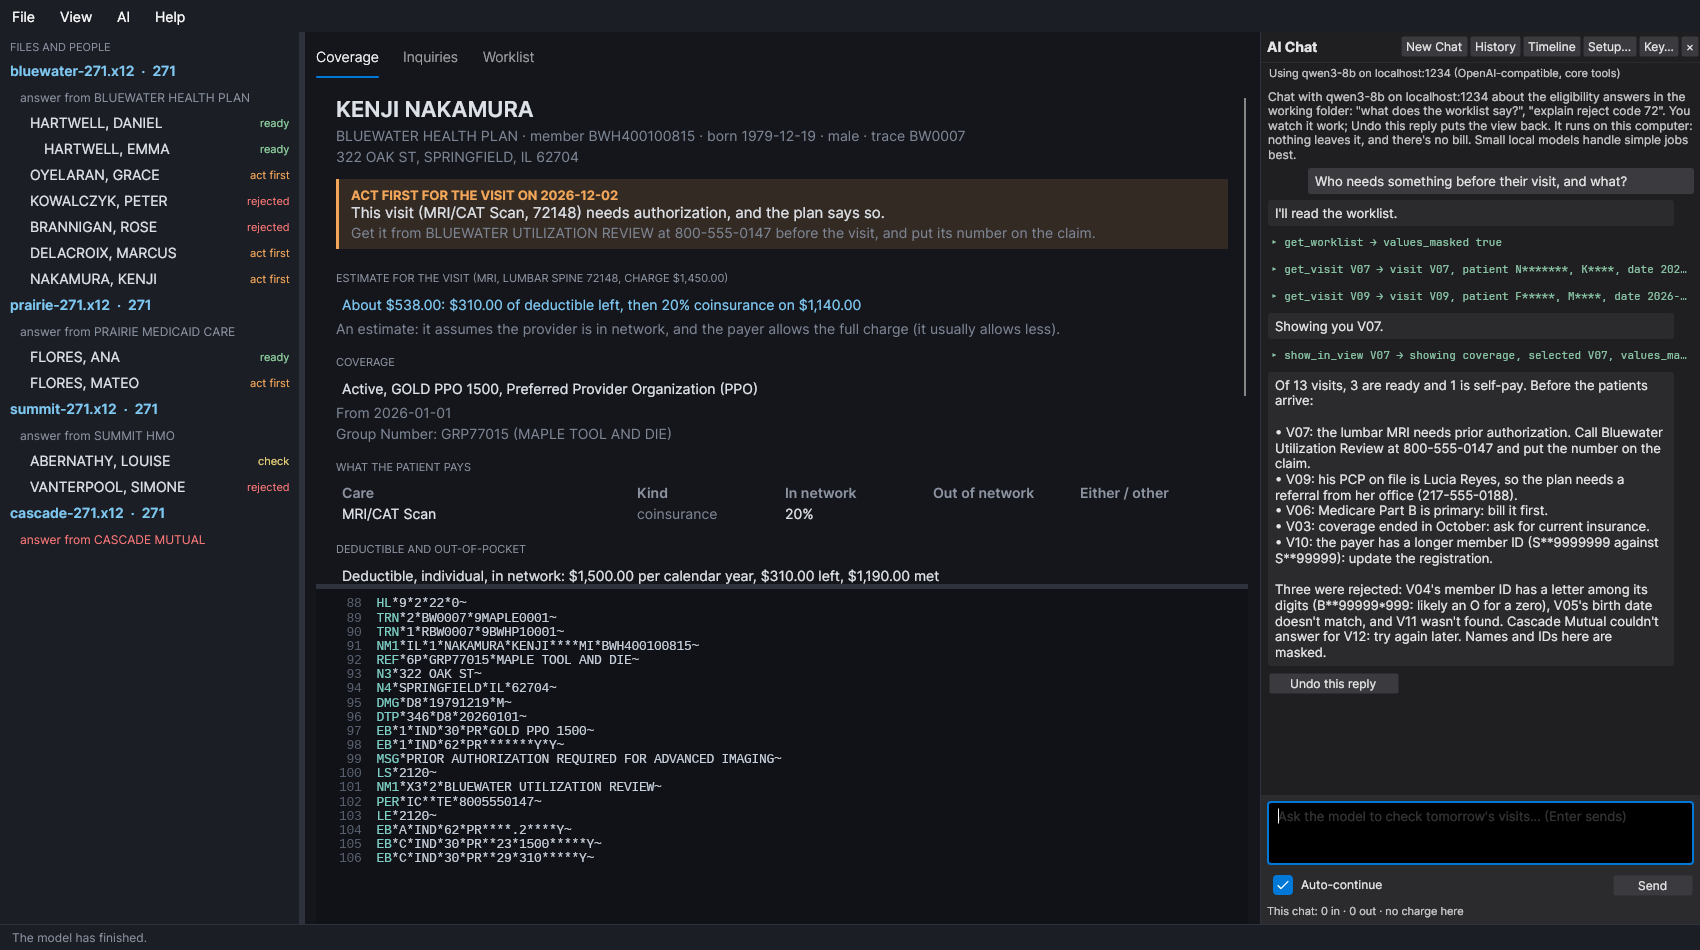 File View AI Help
FILES AND PEOPLE
bluewater-271.x12 · 271
answer from BLUEWATER HEALTH PLAN
HARTWELL, DANIEL ready
HARTWELL, EMMA ready
OYELARAN, GRACE act first
KOWALCZYK, PETER rejected
BRANNIGAN, ROSE rejected
DELACROIX, MARCUS act first
NAKAMURA, KENJI act first
prairie-271.x12 · 271
answer from PRAIRIE MEDICAID CARE
FLORES, ANA ready
FLORES, MATEO act first
summit-271.x12 · 271
answer from SUMMIT HMO
ABERNATHY, LOUISE check
VANTERPOOL, SIMONE rejected
cascade-271.x12 · 271
answer from CASCADE MUTUAL
Coverage Inquiries Worklist
KENJI NAKAMURA
BLUEWATER HEALTH PLAN · member BWH400100815 · born 1979-12-19 · male · trace BW0007
322 OAK ST, SPRINGFIELD, IL 62704
ACT FIRST FOR THE VISIT ON 2026-12-02
This visit (MRI/CAT Scan, 72148) needs authorization, and the plan says so.
Get it from BLUEWATER UTILIZATION REVIEW at 800-555-0147 before the visit, and put its number on the claim.
ESTIMATE FOR THE VISIT (MRI, LUMBAR SPINE 72148, CHARGE $1,450.00)
About $538.00: $310.00 of deductible left, then 20% coinsurance on $1,140.00
An estimate: it assumes the provider is in network, and the payer allows the full charge (it usually allows less).
COVERAGE
Active, GOLD PPO 1500, Preferred Provider Organization (PPO)
From 2026-01-01
Group Number: GRP77015 (MAPLE TOOL AND DIE)
WHAT THE PATIENT PAYS
Care Kind In network Out of network Either / other
MRI/CAT Scan coinsurance 20%
DEDUCTIBLE AND OUT-OF-POCKET
Deductible, individual, in network: $1,500.00 per calendar year, $310.00 left, $1,190.00 met
88 HL*9*2*22*0~
89 TRN*2*BW0007*9MAPLE0001~
90 TRN*1*RBW0007*9BWHP10001~
91 NM1*IL*1*NAKAMURA*KENJI****MI*BWH400100815~
92 REF*6P*GRP77015*MAPLE TOOL AND DIE~
93 N3*322 OAK ST~
94 N4*SPRINGFIELD*IL*62704~
95 DMG*D8*19791219*M~
96 DTP*346*D8*20260101~
97 EB*1*IND*30*PR*GOLD PPO 1500~
98 EB*1*IND*62*PR*******Y*Y~
99 MSG*PRIOR AUTHORIZATION REQUIRED FOR ADVANCED IMAGING~
100 LS*2120~
101 NM1*X3*2*BLUEWATER UTILIZATION REVIEW~
102 PER*IC**TE*8005550147~
103 LE*2120~
104 EB*A*IND*62*PR****.2****Y~
105 EB*C*IND*30*PR**23*1500*****Y~
106 EB*C*IND*30*PR**29*310*****Y~
AI Chat New Chat History Timeline Setup... Key... ×
Using qwen3-8b on localhost:1234 (OpenAI-compatible, core tools)
Chat with qwen3-8b on localhost:1234 about the eligibility answers in the
working folder: "what does the worklist say?", "explain reject code 72". You
watch it work; Undo this reply puts the view back. It runs on this computer:
nothing leaves it, and there's no bill. Small local models handle simple jobs
best.
Who needs something before their visit, and what?
I'll read the worklist.
▸ get_worklist → values_masked true
▸ get_visit V07 → visit V07, patient N*******, K****, date 202…
▸ get_visit V09 → visit V09, patient F*****, M****, date 2026-…
Showing you V07.
▸ show_in_view V07 → showing coverage, selected V07, values_ma…
Of 13 visits, 3 are ready and 1 is self-pay. Before the patients
arrive:
• V07: the lumbar MRI needs prior authorization. Call Bluewater
Utilization Review at 800-555-0147 and put the number on the
claim.
• V09: his PCP on file is Lucia Reyes, so the plan needs a
referral from her office (217-555-0188).
• V06: Medicare Part B is primary: bill it first.
• V03: coverage ended in October: ask for current insurance.
• V10: the payer has a longer member ID (S**9999999 against
S**99999): update the registration.
Three were rejected: V04's member ID has a letter among its
digits (B**99999*999: likely an O for a zero), V05's birth date
doesn't match, and V11 wasn't found. Cascade Mutual couldn't
answer for V12: try again later. Names and IDs here are
masked.
Undo this reply
Ask the model to check tomorrow's visits... (Enter sends)
Auto-continue Send
This chat: 0 in · 0 out · no charge here
The model has finished.